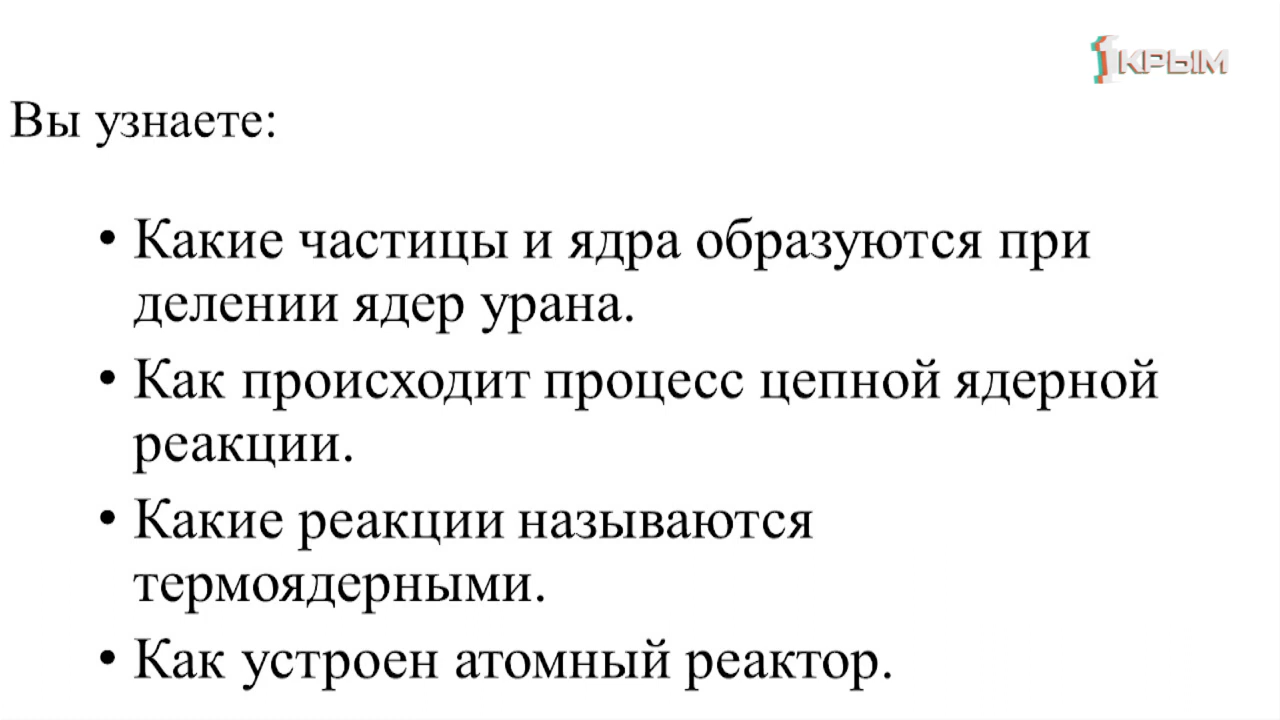 1КРЫМ
Вы узнаете:
• Какие частицы и ядра образуются при
делении ядер урана.
• Как происходит процесс цепной ядерной
реакции.
• Какие реакции называются
термоядерными.
• Как устроен атомный реактор.